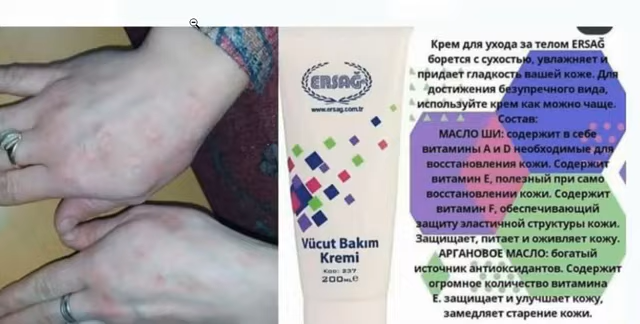 ERSAĞ
www.ersag.com.tr
Vücut Bakım
Kremi
Код: 237
200ML℮
Крем для ухода за телом ERSAĞ
борется с сухостью, увлажняет и
придает гладкость вашей коже. Для
достижения безупречного вида,
используйте крем как можно чаще.
Состав:
МАСЛО ШИ: содержит в себе
витамины А и D необходимые для
восстановления кожи. Содержит
витамин Е, полезный при само
восстановлении кожи. Содержит
витамин F, обеспечивающий
защиту эластичной структуры кожи.
Защищает, питает и оживляет кожу.
АРГАНОВОЕ МАСЛО: богатый
источник антиоксидантов. Содержит
огромное количество витамина
Е. защищает и улучшает кожу,
замедляет старение кожи.